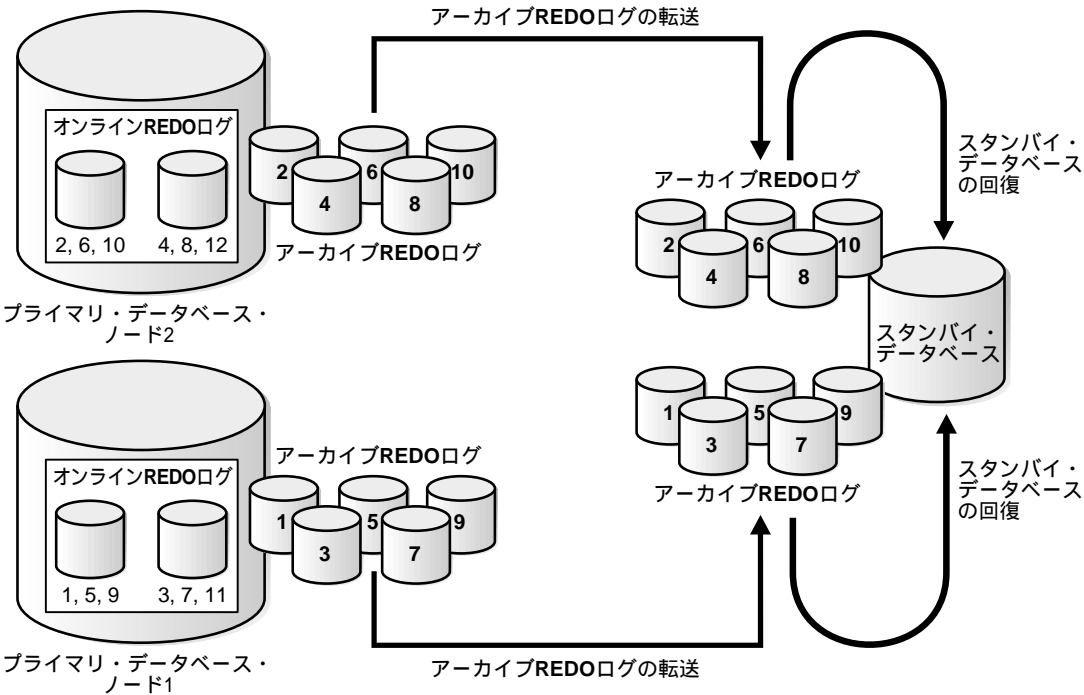 アーカイブREDOログの転送
オンラインREDOログ
2, 6, 10
4, 8, 12
2
6
10
4
8
アーカイブREDOログ
プライマリ・データベース・
ノード2
アーカイブREDOログ
2
6
10
4
8
スタンバイ・
データベース
の回復
スタンバイ・
データベース
オンラインREDOログ
1, 5, 9
3, 7, 11
アーカイブREDOログ
1
5
9
3
7
プライマリ・データベース・
ノード1
1
5
9
3
7
アーカイブREDOログ
スタンバイ・
データベース
の回復
アーカイブREDOログの転送